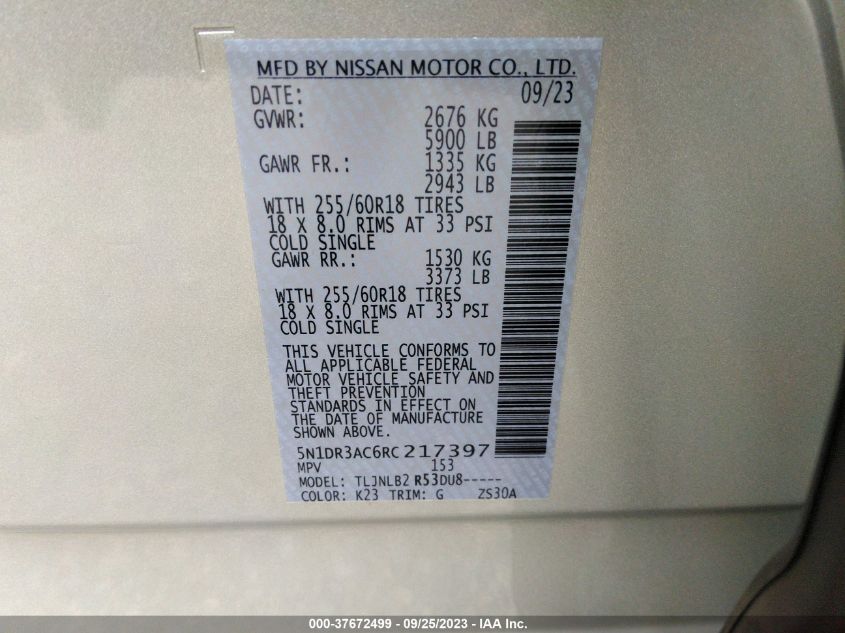 MFD BY NISSAN MOTOR CO., LTD.
DATE: 09/23
GVWR: 2676 KG
5900 LB
GAWR FR.: 1335 KG
2943 LB
WITH 255/60R18 TIRES
18 X 8.0 RIMS AT 33 PSI
COLD SINGLE
GAWR RR.: 1530 KG
3373 LB
WITH 255/60R18 TIRES
18 X 8.0 RIMS AT 33 PSI
COLD SINGLE
THIS VEHICLE CONFORMS TO
ALL APPLICABLE FEDERAL
MOTOR VEHICLE SAFETY AND
THEFT PREVENTION
STANDARDS IN EFFECT ON
THE DATE OF MANUFACTURE
SHOWN ABOVE.
5N1DR3AC6RC217397
MPV 153
MODEL: TLJNLB2 R53DU8-----
COLOR: K23 TRIM: G ZS30A
000-37672499 - 09/25/2023 - IAA Inc.